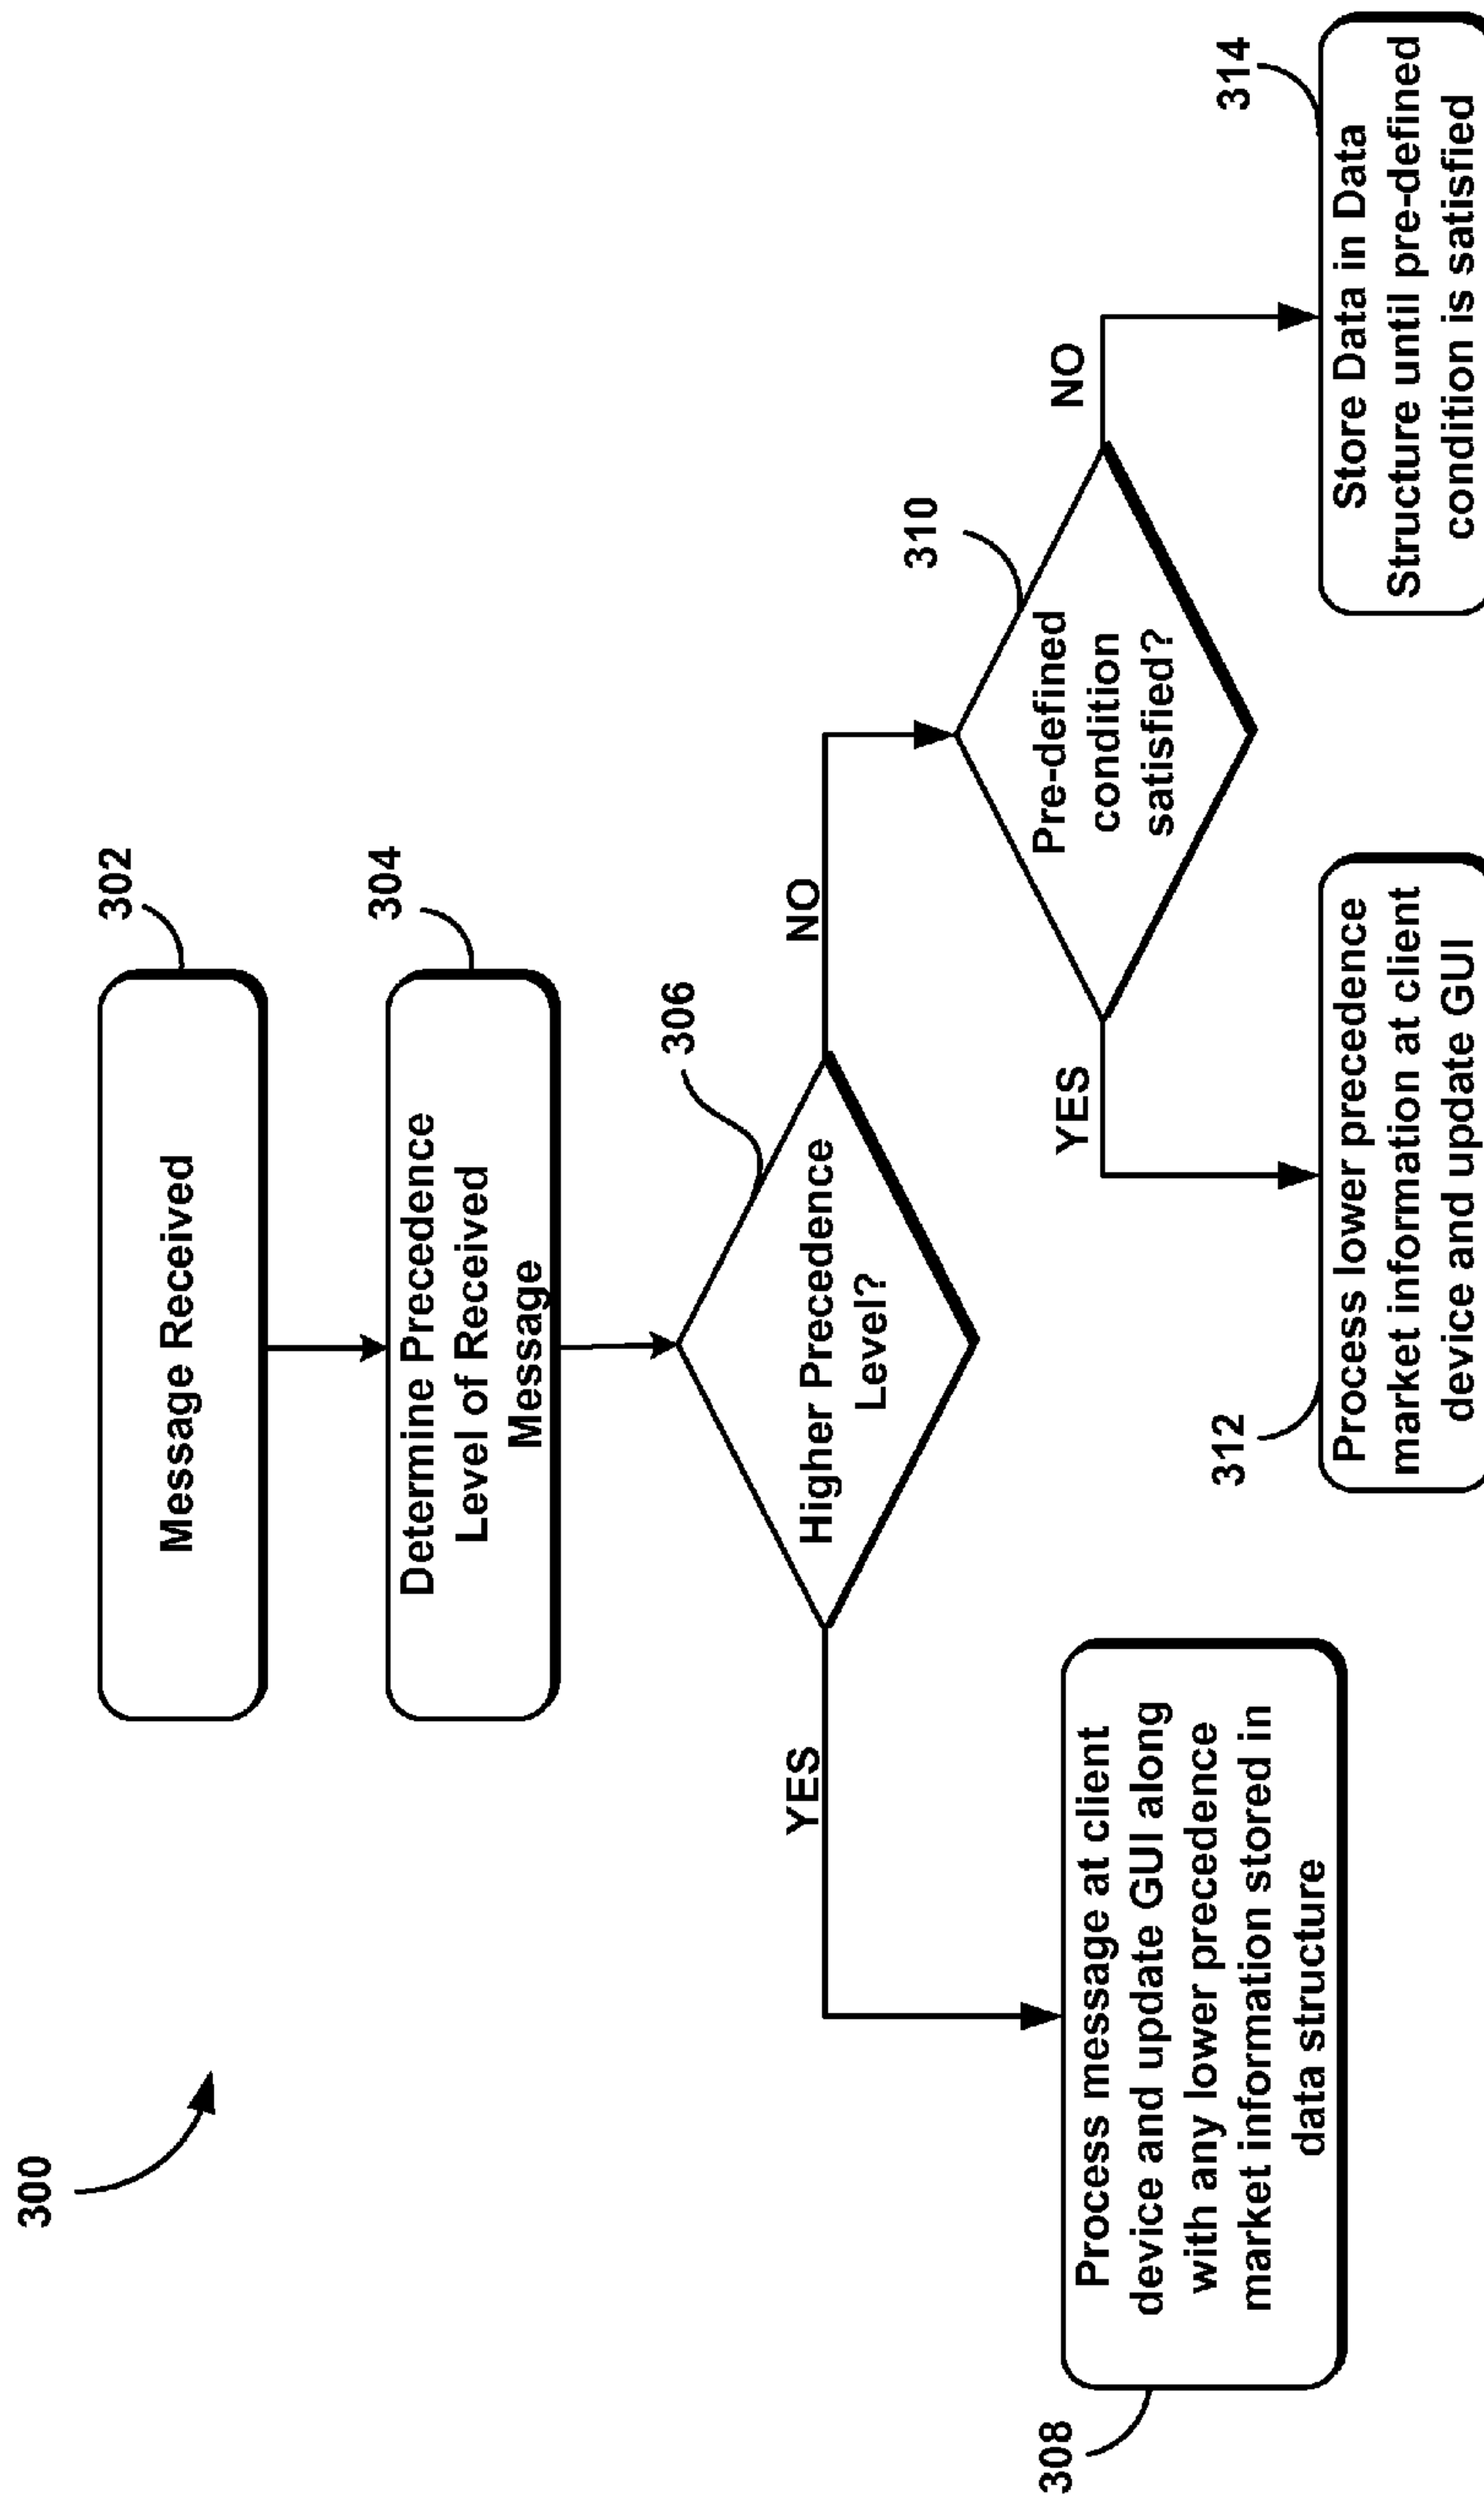 300
302
Message Received
304
Determine Precedence
Level of Received
Message
306
Higher Precedence
Level?
YES
NO
308
Process message at client
device and update GUI along
with any lower precedence
market information stored in
data structure
310
Pre-defined
condition
satisfied?
YES
NO
312
Process lower precedence
market information at client
device and update GUI
314
Store Data in Data
Structure until pre-defined
condition is satisfied